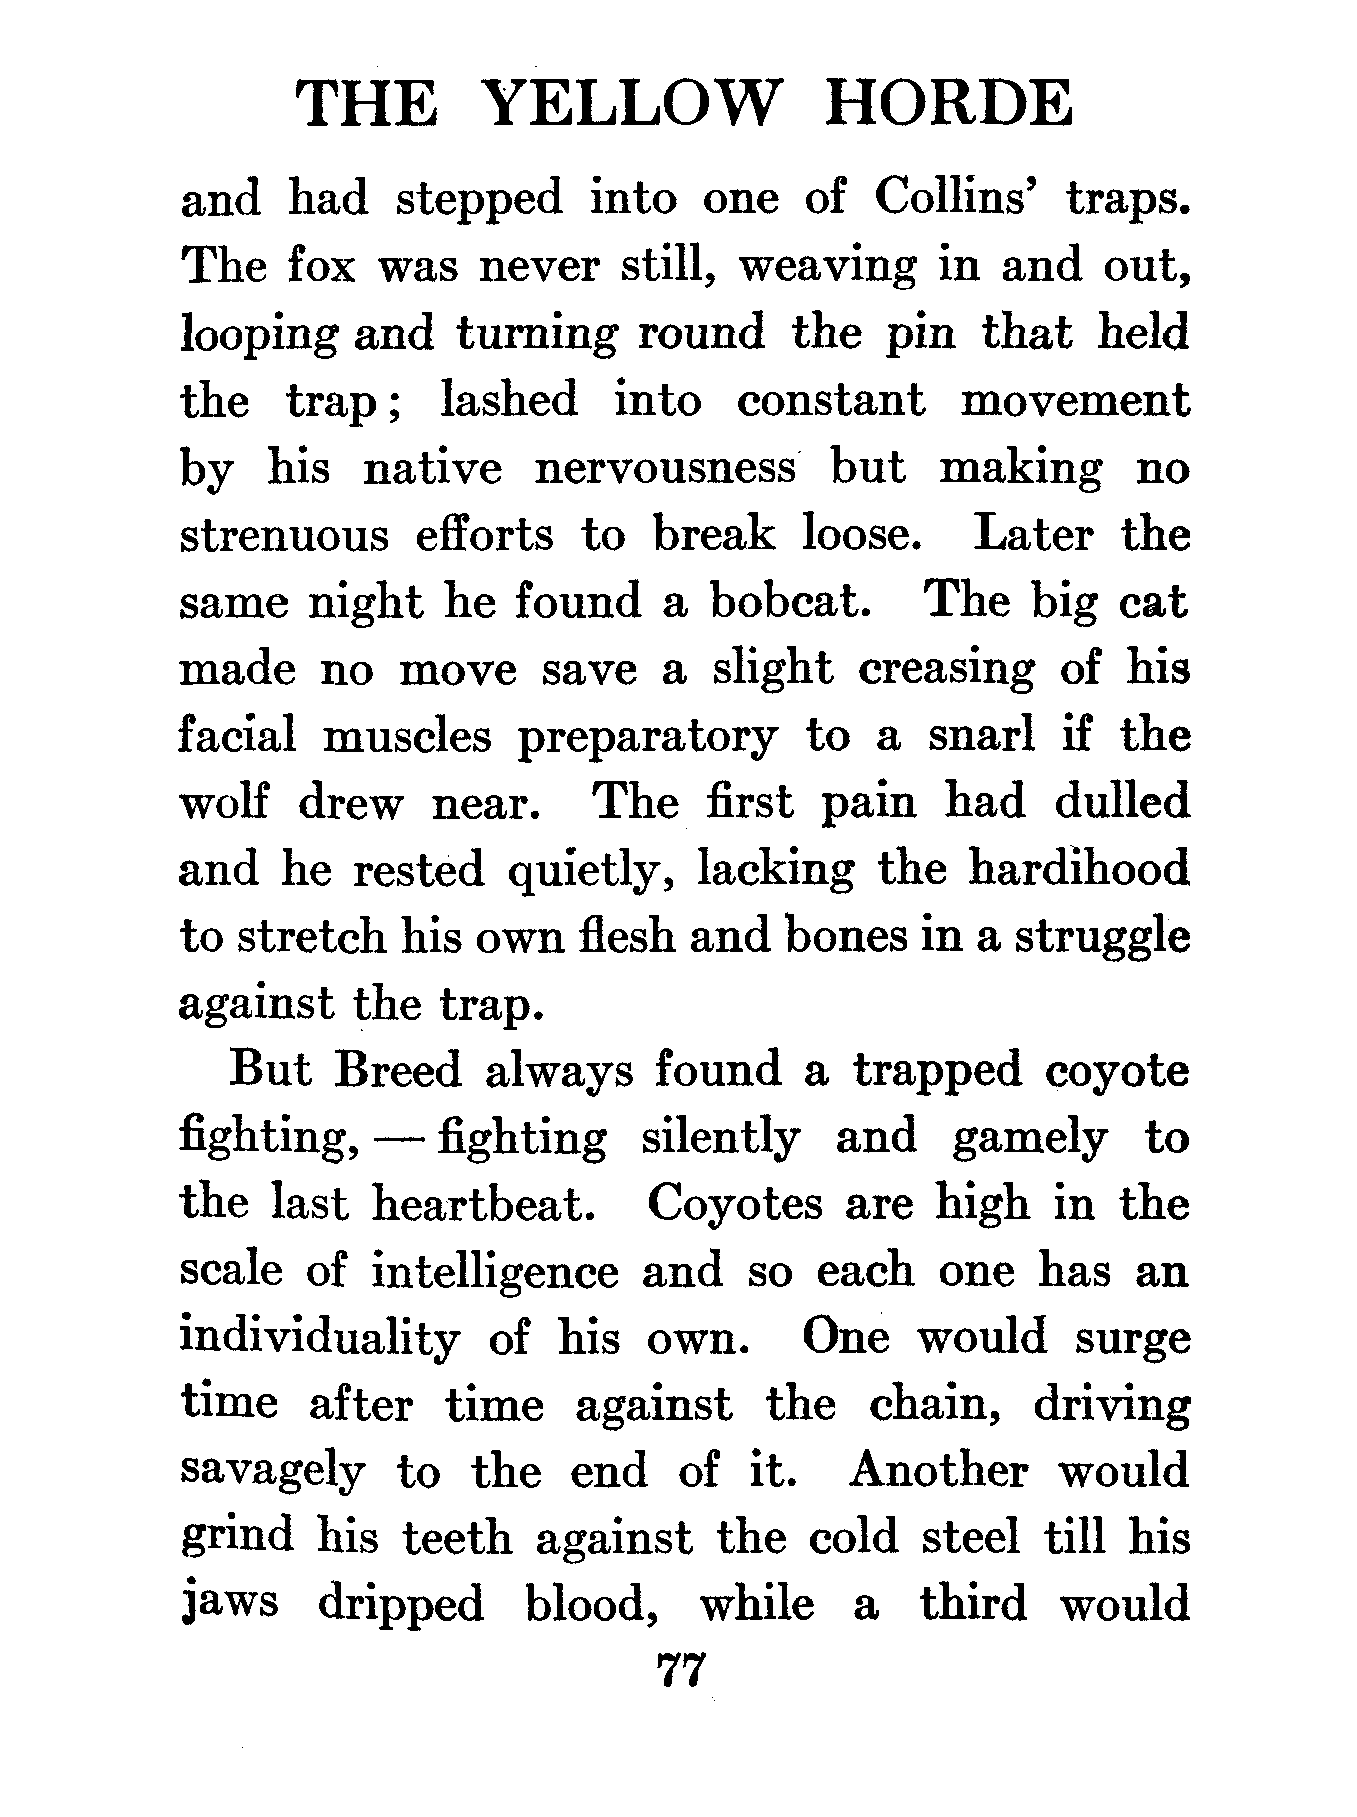 THE YELLOW HORDE
and had stepped into one of Collins' traps.
The fox was never still, weaving in and out,
looping and turning round the pin that held
the trap; lashed into constant movement
by his native nervousness but making no
strenuous efforts to break loose. Later the
same night he found a bobcat. The big cat
made no move save a slight creasing of his
facial muscles preparatory to a snarl if the
wolf drew near. The first pain had dulled
and he rested quietly, lacking the hardihood
to stretch his own flesh and bones in a struggle
against the trap.
But Breed always found a trapped coyote
fighting, — fighting silently and gamely to
the last heartbeat. Coyotes are high in the
scale of intelligence and so each one has an
individuality of his own. One would surge
time after time against the chain, driving
savagely to the end of it. Another would
grind his teeth against the cold steel till his
jaws dripped blood, while a third would
77